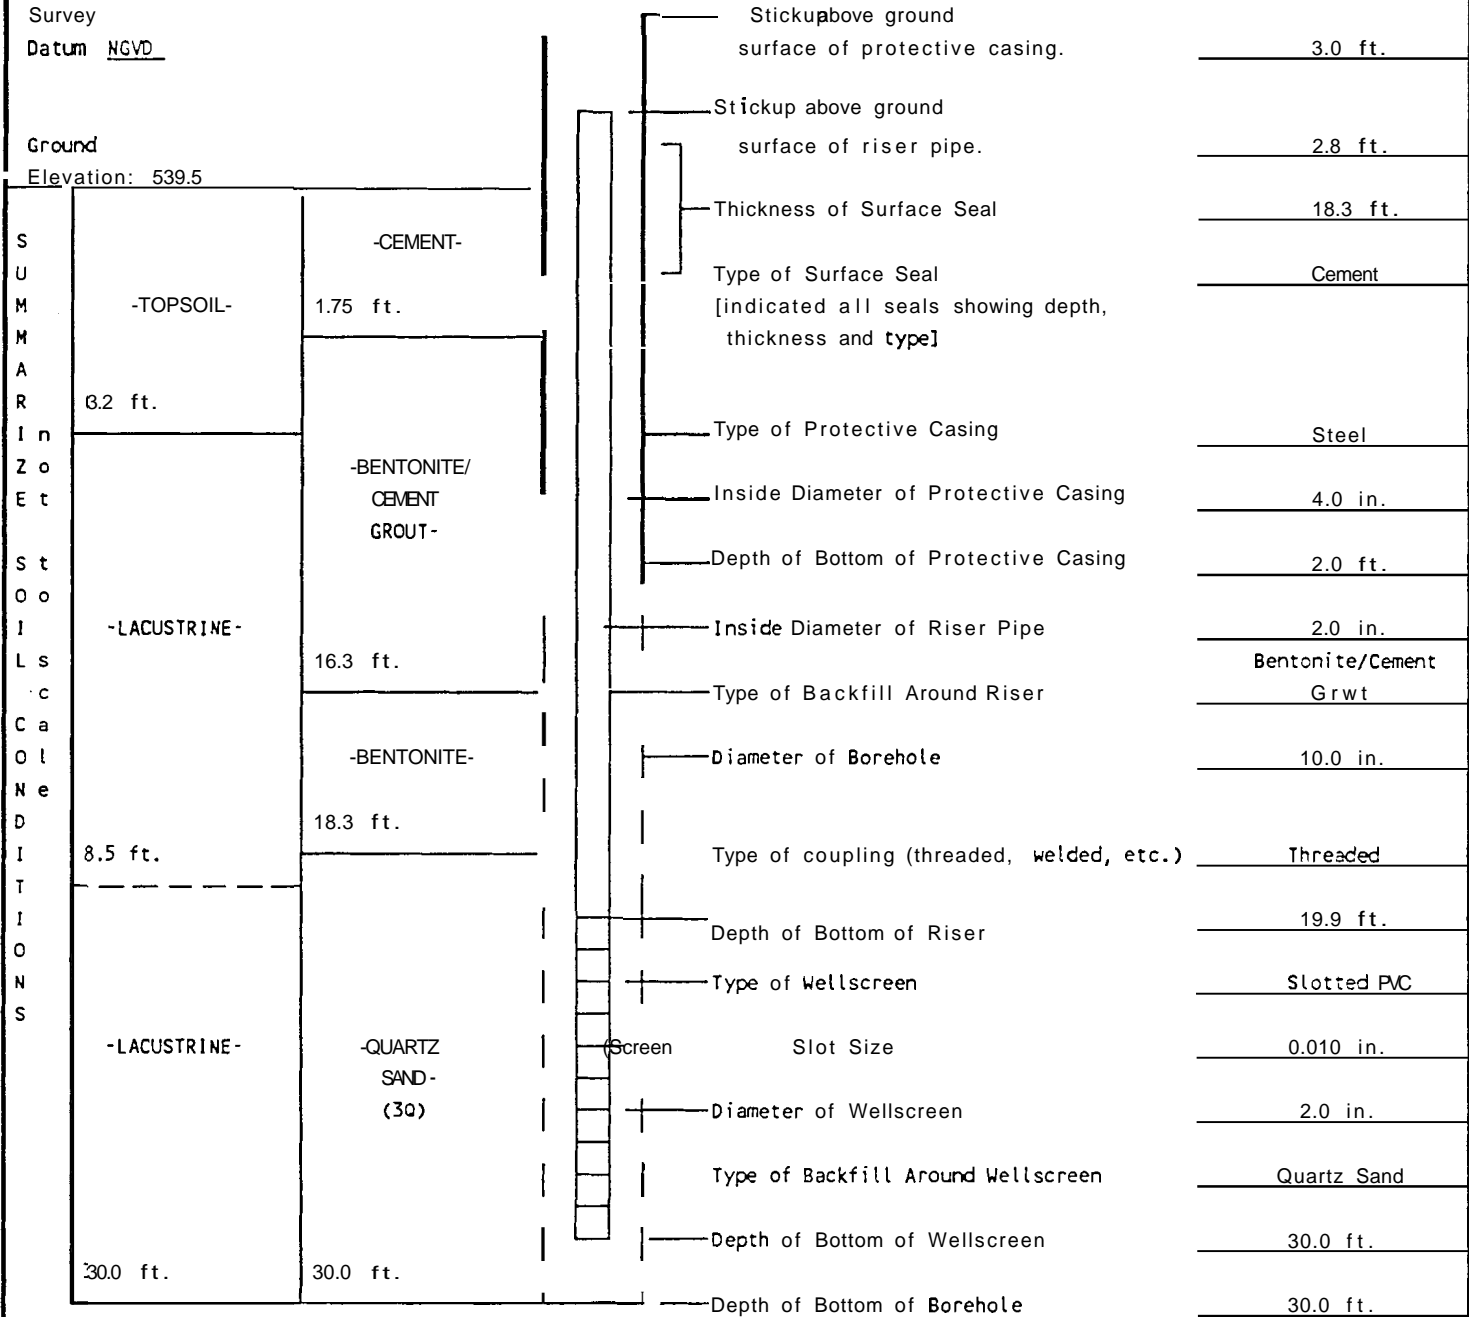 Survey
Datum NGVD
Ground
Elevation: 539.5
SUMMARIZE SOIL CONDITIONS
not to scale
-TOPSOIL-
3.2 ft.
-LACUSTRINE-
8.5 ft.
-LACUSTRINE-
30.0 ft.
-CEMENT-
1.75 ft.
-BENTONITE/
CEMENT
GROUT-
16.3 ft.
-BENTONITE-
18.3 ft.
-QUARTZ
SAND-
(3Q)
30.0 ft.
Stickup above ground
surface of protective casing. 3.0 ft.
Stickup above ground
surface of riser pipe. 2.8 ft.
Thickness of Surface Seal 18.3 ft.
Type of Surface Seal Cement
[indicated all seals showing depth,
thickness and type]
Type of Protective Casing Steel
Inside Diameter of Protective Casing 4.0 in.
Depth of Bottom of Protective Casing 2.0 ft.
Inside Diameter of Riser Pipe 2.0 in.
Bentonite/Cement
Type of Backfill Around Riser Grwt
Diameter of Borehole 10.0 in.
Type of coupling (threaded, welded, etc.) Threaded
Depth of Bottom of Riser 19.9 ft.
Type of Wellscreen Slotted PVC
(Screen Slot Size 0.010 in.
Diameter of Wellscreen 2.0 in.
Type of Backfill Around Wellscreen Quartz Sand
Depth of Bottom of Wellscreen 30.0 ft.
Depth of Bottom of Borehole 30.0 ft.